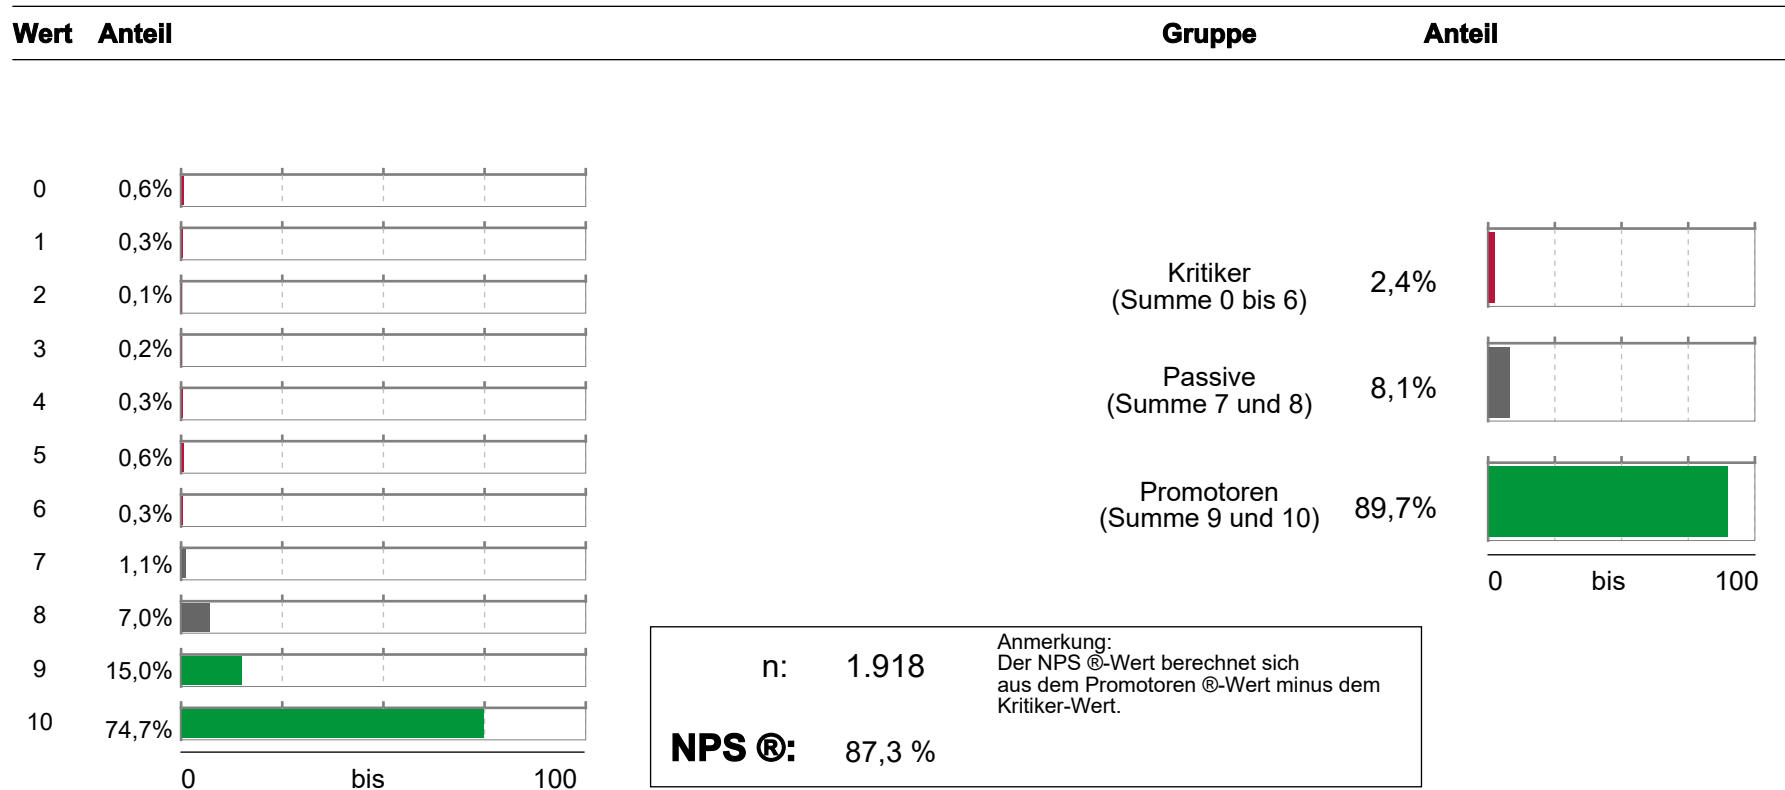 Wert Anteil Gruppe Anteil
0 0,6%
1 0,3%
2 0,1%
3 0,2%
4 0,3%
5 0,6%
6 0,3%
7 1,1%
8 7,0%
9 15,0%
10 74,7%
0 bis 100
Kritiker
(Summe 0 bis 6) 2,4%
Passive
(Summe 7 und 8) 8,1%
Promotoren
(Summe 9 und 10) 89,7%
0 bis 100
n: 1.918
NPS ®: 87,3 %
Anmerkung:
Der NPS ®-Wert berechnet sich
aus dem Promotoren ®-Wert minus dem
Kritiker-Wert.